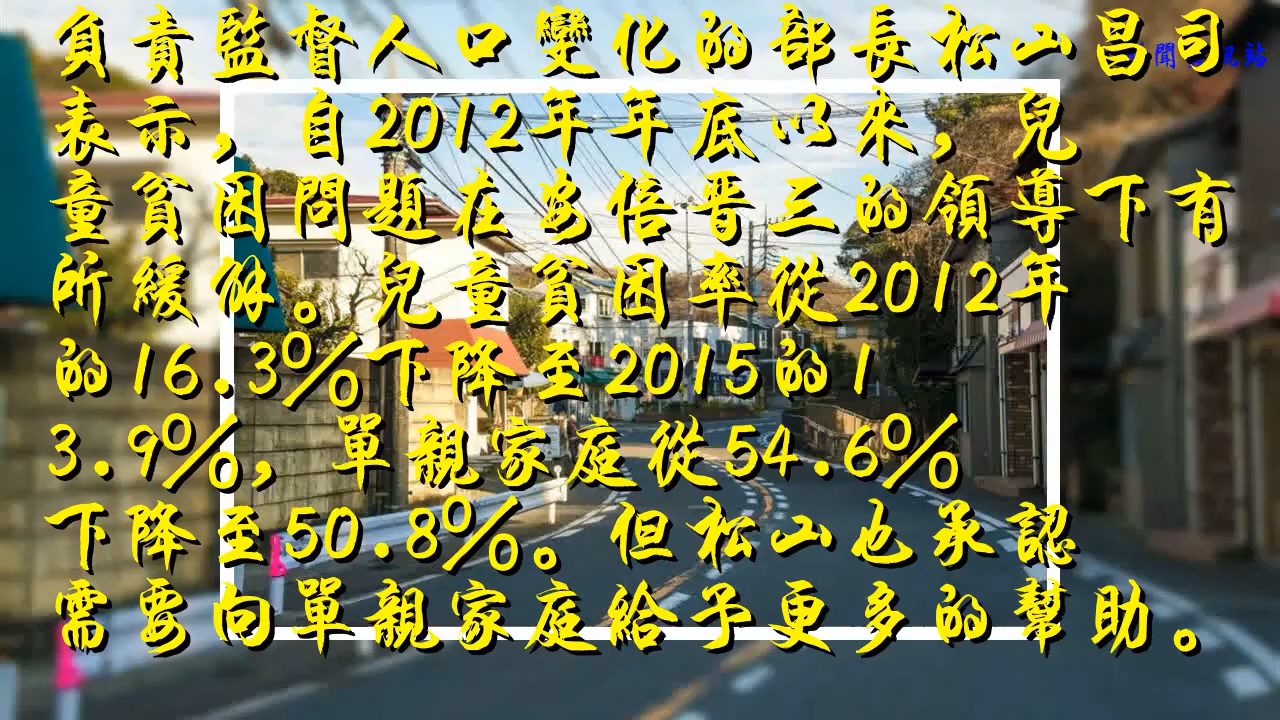 負責監督人口變化的部長松山昌司
表示，自2012年年底以來，兒
童貧困問題在安倍晉三的領導下有
所緩解。兒童貧困率從2012年
的16.3%下降至2015的1
3.9%，單親家庭從54.6%
下降至50.8%。但松山也承認
需要向單親家庭給予更多的幫助。